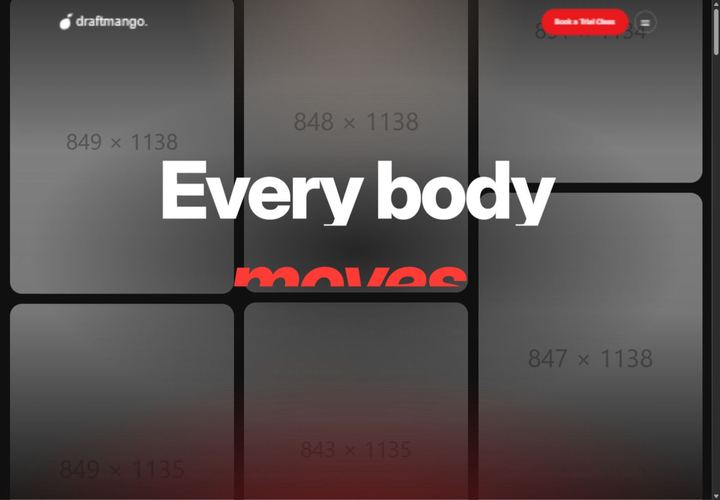 draftmango.
Book a Trial Class
849 × 1138
848 × 1138
Every body
moves
847 × 1138
849 × 1135
843 × 1135